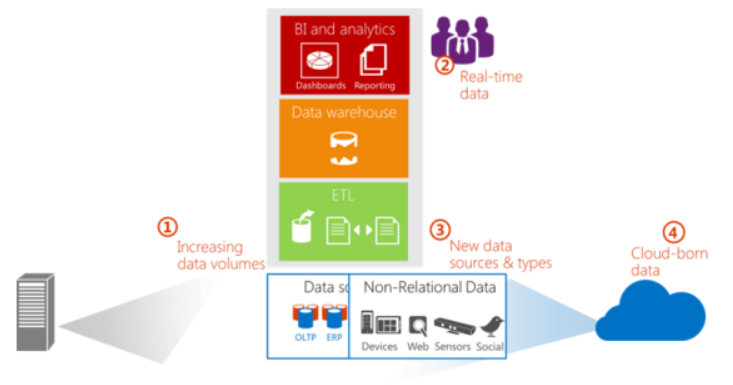 BI and analytics
Dashboards Reporting
②
Real-time
data
Data warehouse
ETL
①
Increasing
data volumes
③
New data
sources & types
④
Cloud-born
data
Data
OLTP ERP
Non-Relational Data
Devices Web Sensors Social